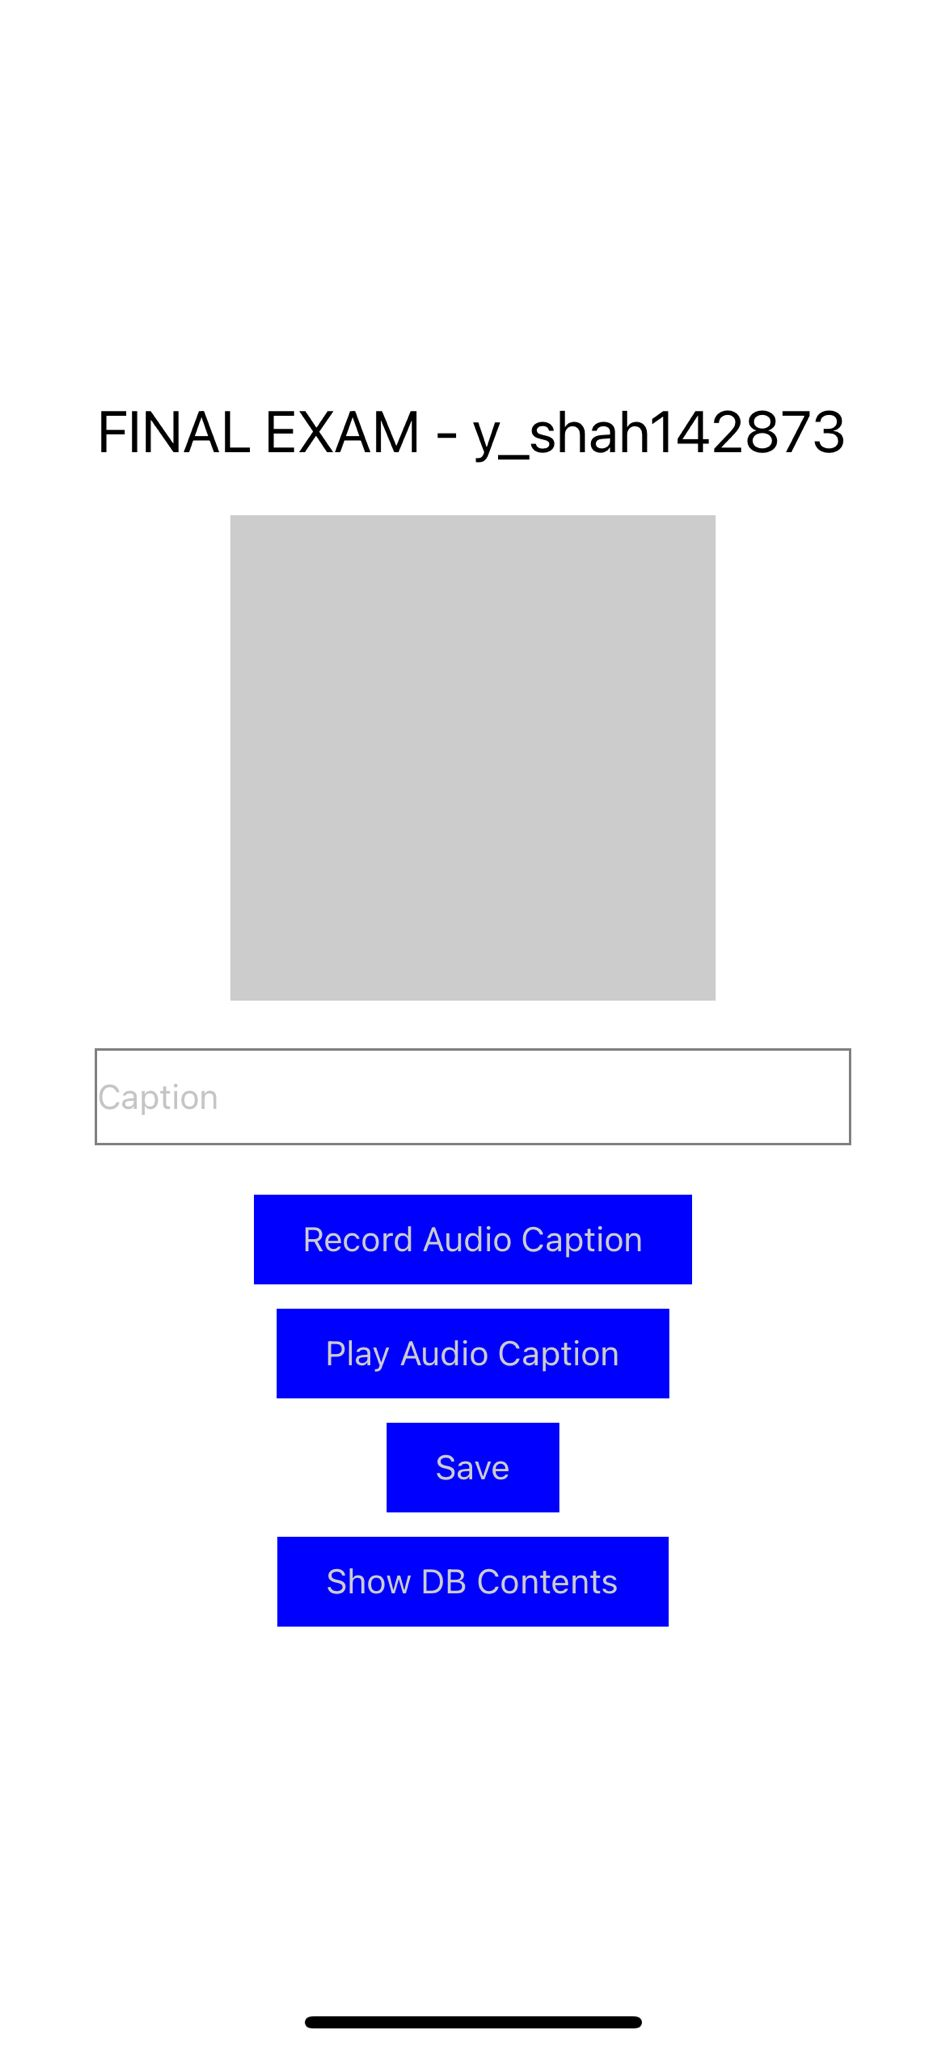 FINAL EXAM - y_shah142873
Caption
Record Audio Caption
Play Audio Caption
Save
Show DB Contents